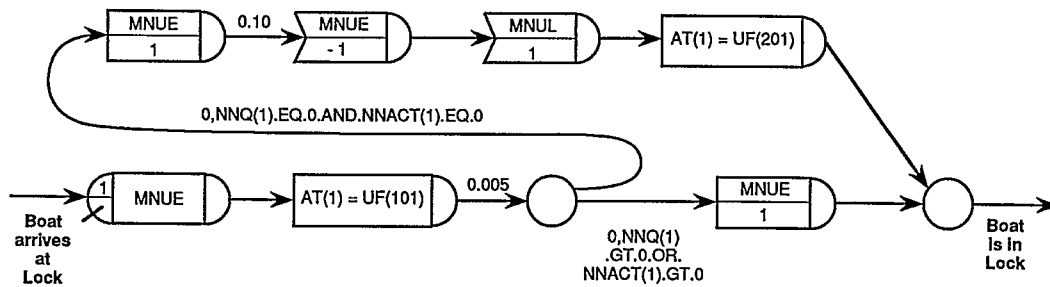 MNUE
1
0.10
MNUE
- 1
MNUL
1
AT(1) = UF(201)
0,NNQ(1).EQ.0.AND.NNACT(1).EQ.0
1
MNUE
AT(1) = UF(101)
0.005
MNUE
1
Boat
arrives
at
Lock
0,NNQ(1)
.GT.0.OR.
NNACT(1).GT.0
Boat
is in
Lock